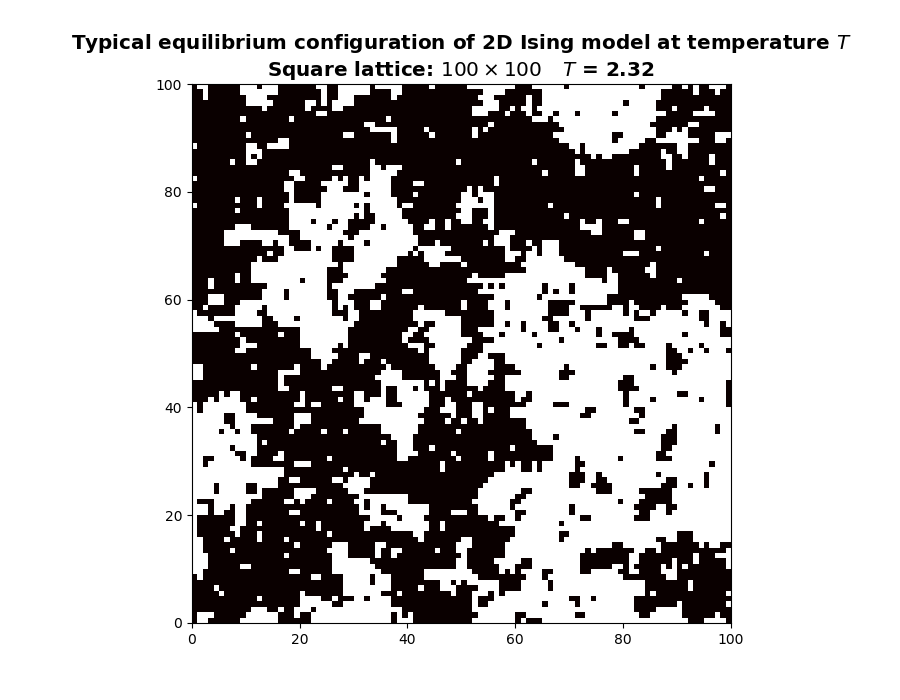 Typical equilibrium configuration of 2D Ising model at temperature T
Square lattice: 100 × 100 T = 2.32
100
80
60
40
20
0
0 20 40 60 80 100